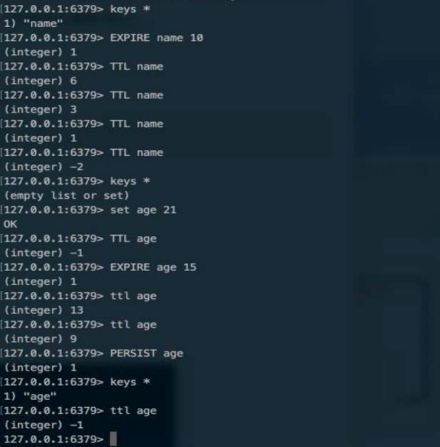 [127.0.0.1:6379> keys *
1) "name"
[127.0.0.1:6379> EXPIRE name 10
(integer) 1
[127.0.0.1:6379> TTL name
(integer) 6
[127.0.0.1:6379> TTL name
(integer) 3
[127.0.0.1:6379> TTL name
(integer) 1
[127.0.0.1:6379> TTL name
(integer) -2
[127.0.0.1:6379> keys *
(empty list or set)
[127.0.0.1:6379> set age 21
OK
[127.0.0.1:6379> TTL age
(integer) -1
[127.0.0.1:6379> EXPIRE age 15
(integer) 1
[127.0.0.1:6379> ttl age
(integer) 13
[127.0.0.1:6379> ttl age
(integer) 9
[127.0.0.1:6379> PERSIST age
(integer) 1
[127.0.0.1:6379> keys *
1) "age"
[127.0.0.1:6379> ttl age
(integer) -1
127.0.0.1:6379>